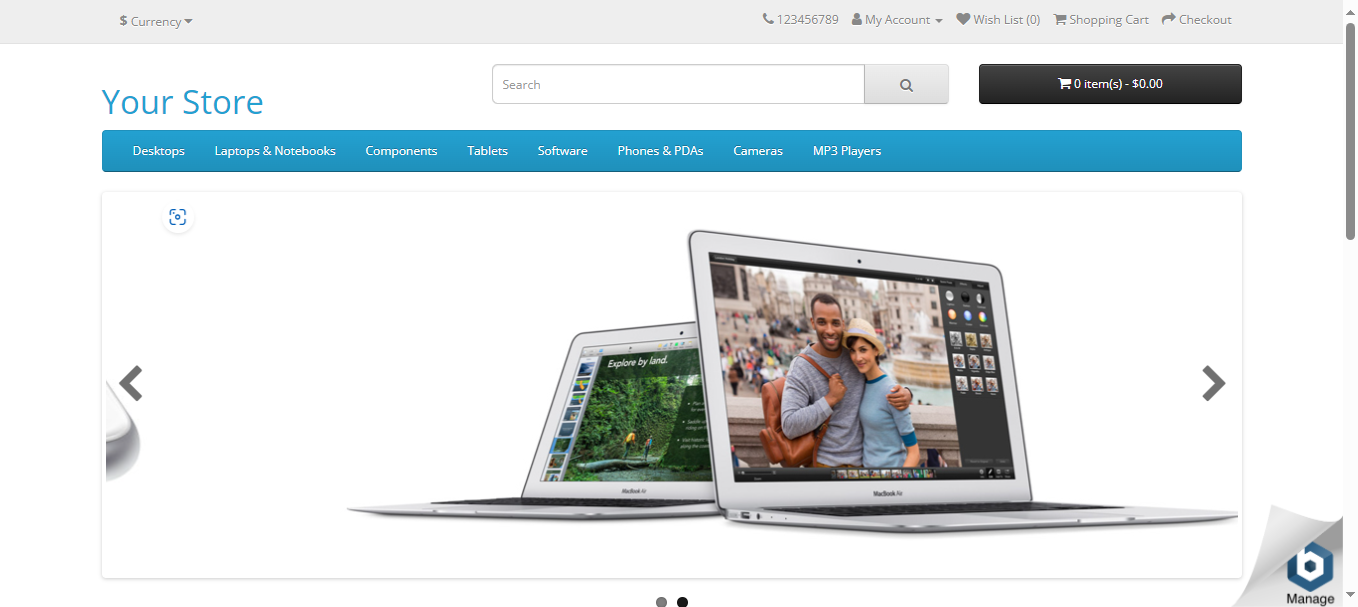 $ Currency
123456789 My Account Wish List (0) Shopping Cart Checkout
Your Store
Search
0 item(s) - $0.00
Desktops Laptops & Notebooks Components Tablets Software Phones & PDAs Cameras MP3 Players
Explore by land.
MacBook Air
MacBook Air
b
Manage